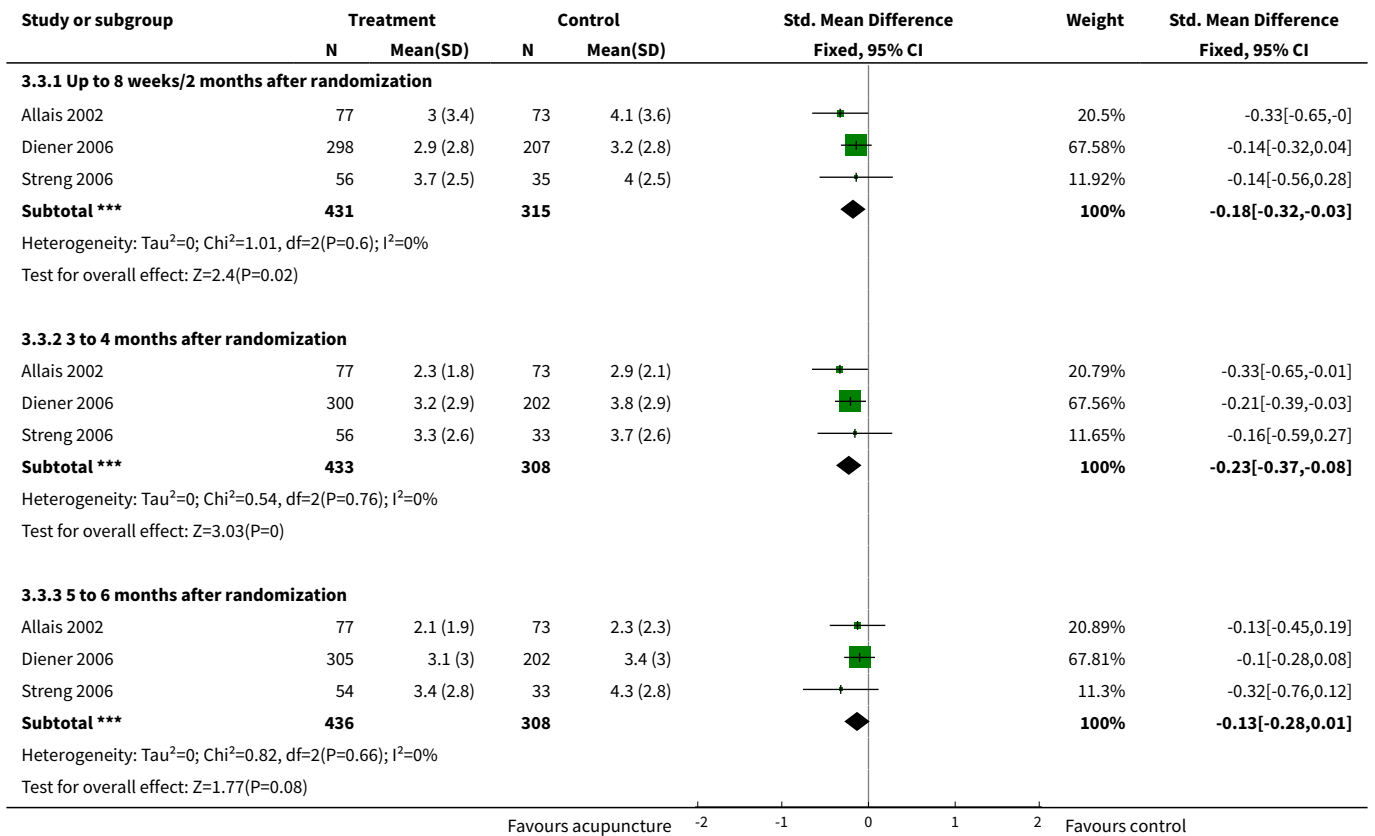 Study or subgroup Treatment Control Std. Mean Difference Weight Std. Mean Difference
N Mean(SD) N Mean(SD) Fixed, 95% CI Fixed, 95% CI
3.3.1 Up to 8 weeks/2 months after randomization
Allais 2002 77 3 (3.4) 73 4.1 (3.6) 20.5% -0.33[-0.65,-0]
Diener 2006 298 2.9 (2.8) 207 3.2 (2.8) 67.58% -0.14[-0.32,0.04]
Streng 2006 56 3.7 (2.5) 35 4 (2.5) 11.92% -0.14[-0.56,0.28]
Subtotal *** 431 315 100% -0.18[-0.32,-0.03]
Heterogeneity: Tau²=0; Chi²=1.01, df=2(P=0.6); I²=0%
Test for overall effect: Z=2.4(P=0.02)
3.3.2 3 to 4 months after randomization
Allais 2002 77 2.3 (1.8) 73 2.9 (2.1) 20.79% -0.33[-0.65,-0.01]
Diener 2006 300 3.2 (2.9) 202 3.8 (2.9) 67.56% -0.21[-0.39,-0.03]
Streng 2006 56 3.3 (2.6) 33 3.7 (2.6) 11.65% -0.16[-0.59,0.27]
Subtotal *** 433 308 100% -0.23[-0.37,-0.08]
Heterogeneity: Tau²=0; Chi²=0.54, df=2(P=0.76); I²=0%
Test for overall effect: Z=3.03(P=0)
3.3.3 5 to 6 months after randomization
Allais 2002 77 2.1 (1.9) 73 2.3 (2.3) 20.89% -0.13[-0.45,0.19]
Diener 2006 305 3.1 (3) 202 3.4 (3) 67.81% -0.1[-0.28,0.08]
Streng 2006 54 3.4 (2.8) 33 4.3 (2.8) 11.3% -0.32[-0.76,0.12]
Subtotal *** 436 308 100% -0.13[-0.28,0.01]
Heterogeneity: Tau²=0; Chi²=0.82, df=2(P=0.66); I²=0%
Test for overall effect: Z=1.77(P=0.08)
Favours acupuncture -2 -1 0 1 2 Favours control